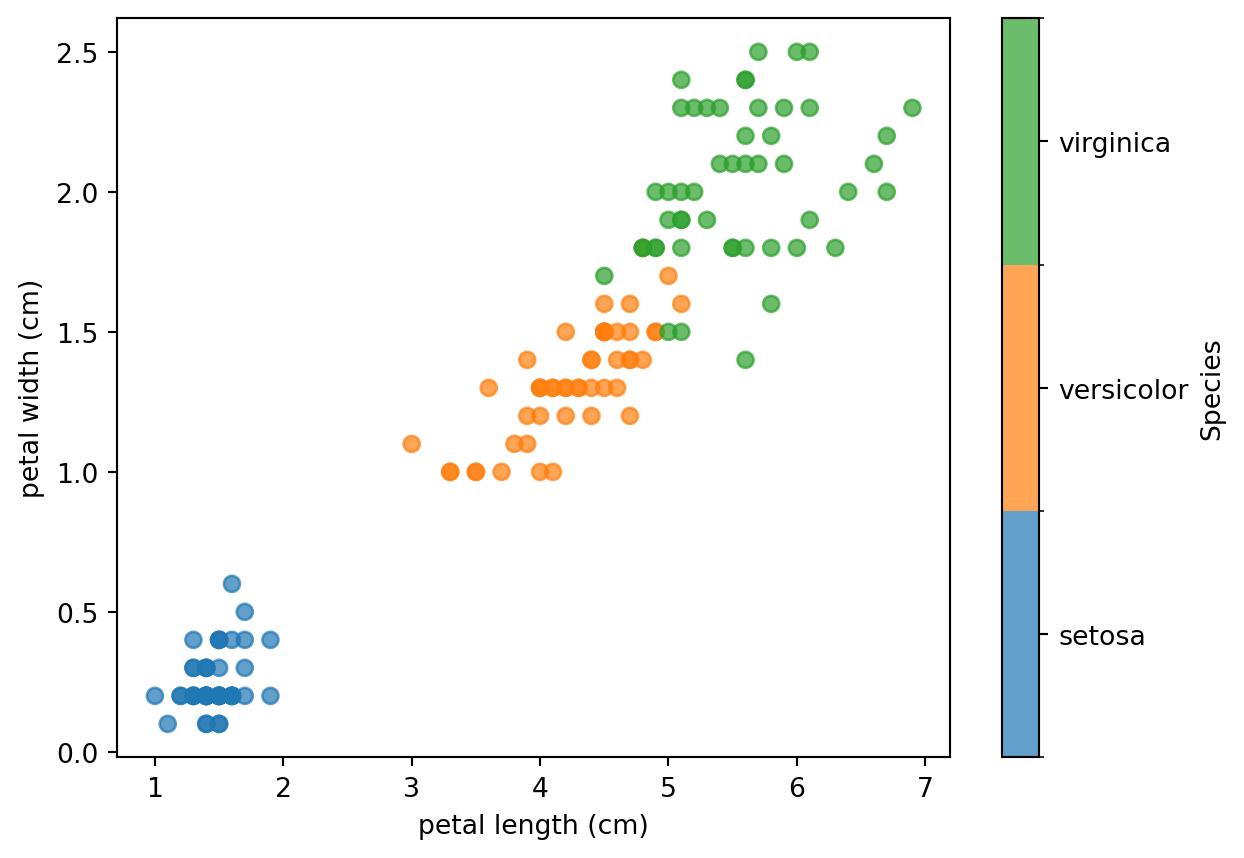 2.5
2.0
1.5
1.0
0.5
0.0
petal width (cm)
1 2 3 4 5 6 7
petal length (cm)
virginica
versicolor
setosa
Species